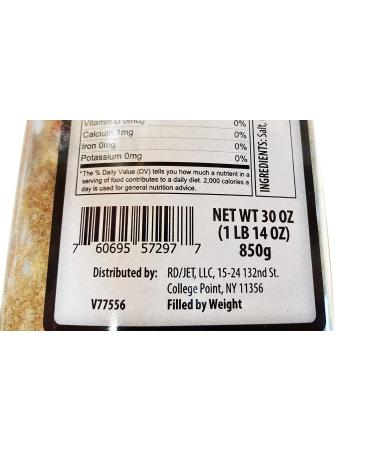 Vitamin D 0mcg 0%
Calcium 1mg 0%
Iron 0mg 0%
Potassium 0mg 0%
*The % Daily Value (DV) tells you how much a nutrient in a
serving of food contributes to a daily diet. 2,000 calories a
day is used for general nutrition advice.
INGREDIENTS: Salt,
NET WT 30 OZ
(1 LB 14 OZ)
850g
7 60695 57297 7
Distributed by: RD/JET, LLC, 15-24 132nd St.
College Point, NY 11356
V77556 Filled by Weight